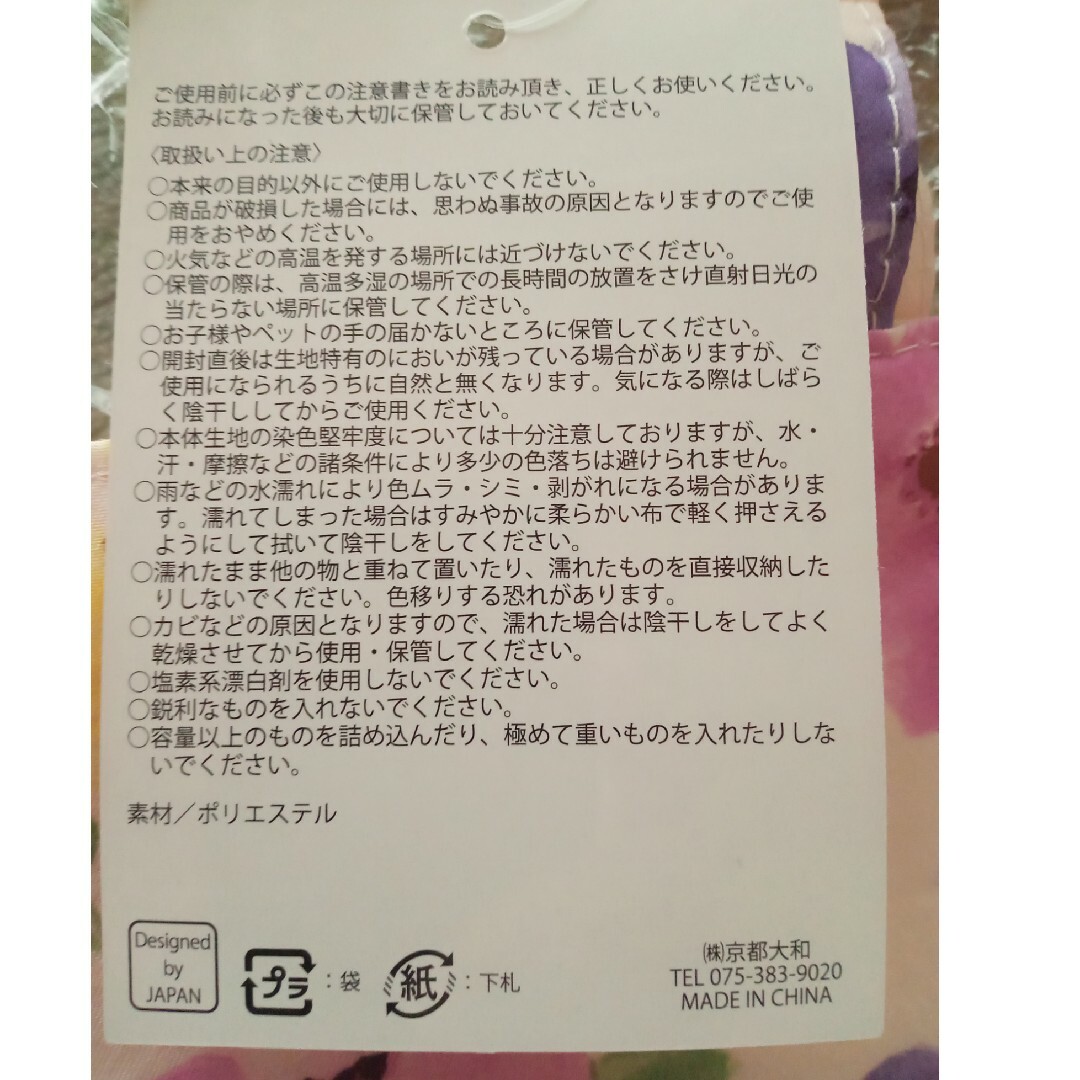 ご使用前に必ずこの注意書きをお読み頂き、正しくお使いください。
お読みになった後も大切に保管しておいてください。
〈取扱い上の注意〉
○本来の目的以外にご使用しないでください。
○商品が破損した場合には、思わぬ事故の原因となりますのでご使
用をおやめください。
○火気などの高温を発する場所には近づけないでください。
○保管の際は、高温多湿の場所での長時間の放置をさけ直射日光の
当たらない場所に保管してください。
○お子様やペットの手の届かないところに保管してください。
○開封直後は生地特有のにおいが残っている場合がありますが、ご
使用になられるうちに自然と無くなります。気になる際はしばら
く陰干ししてからご使用ください。
○本体生地の染色堅牢度については十分注意しておりますが、水・
汗・摩擦などの諸条件により多少の色落ちは避けられません。
○雨などの水濡れにより色ムラ・シミ・剥がれになる場合がありま
す。濡れてしまった場合はすみやかに柔らかい布で軽く押さえる
ようにして拭いて陰干しをしてください。
○濡れたまま他の物と重ねて置いたり、濡れたものを直接収納した
りしないでください。色移りする恐れがあります。
○カビなどの原因となりますので、濡れた場合は陰干しをしてよく
乾燥させてから使用・保管してください。
○塩素系漂白剤を使用しないでください。
○鋭利なものを入れないでください。
○容量以上のものを詰め込んだり、極めて重いものを入れたりしな
いでください。
素材／ポリエステル
Designed
by
JAPAN
プラ：袋
紙：下札
㈱京都大和
TEL 075-383-9020
MADE IN CHINA